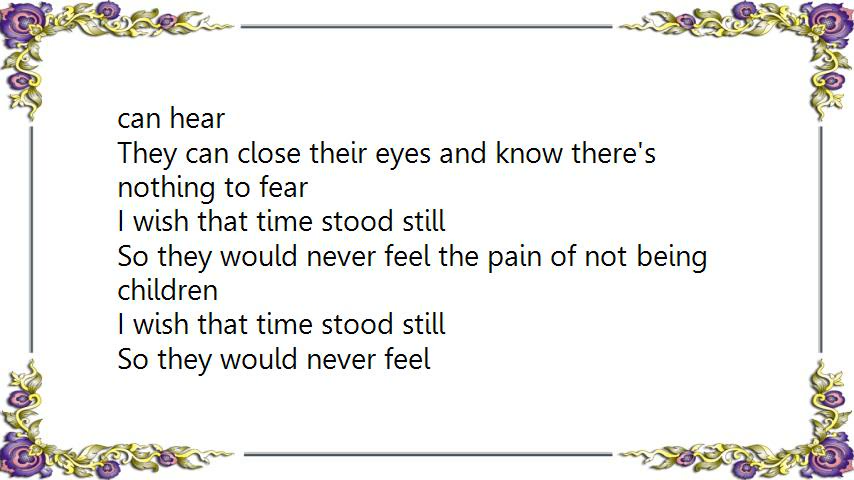 can hear
They can close their eyes and know there's
nothing to fear
I wish that time stood still
So they would never feel the pain of not being
children
I wish that time stood still
So they would never feel